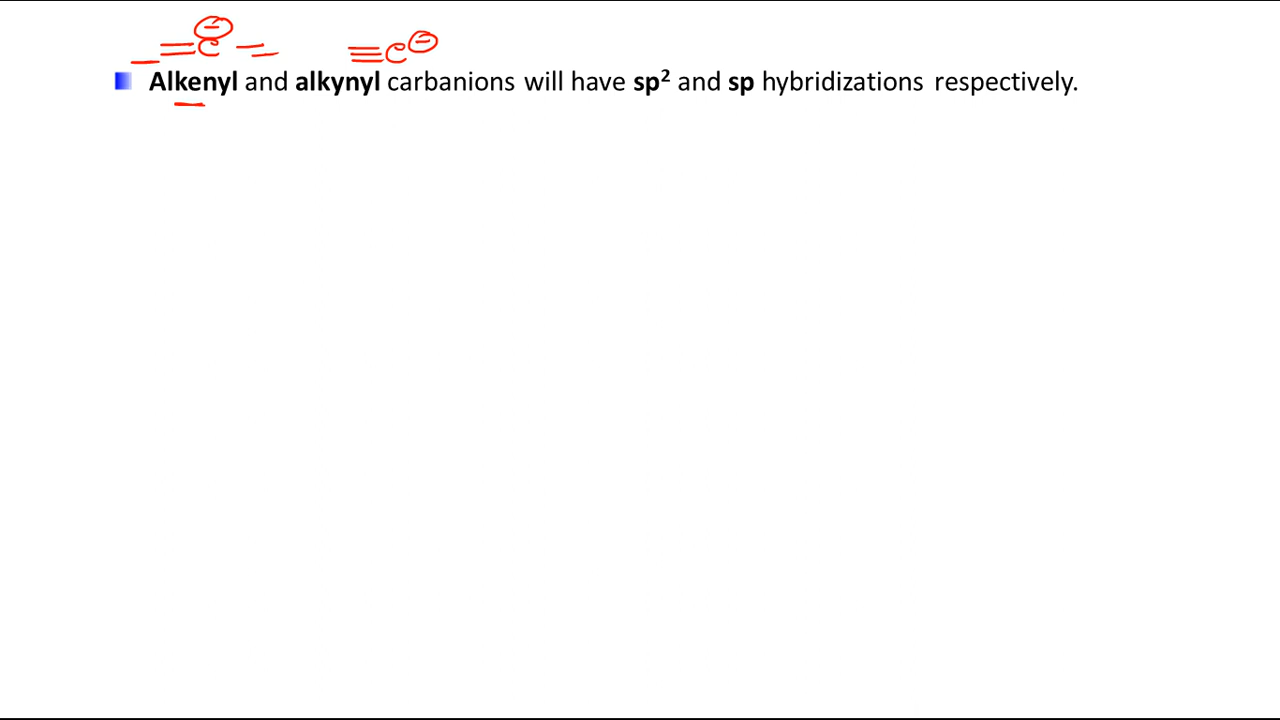 =C⊖– ≡C⊖
Alkenyl and alkynyl carbanions will have sp² and sp hybridizations respectively.